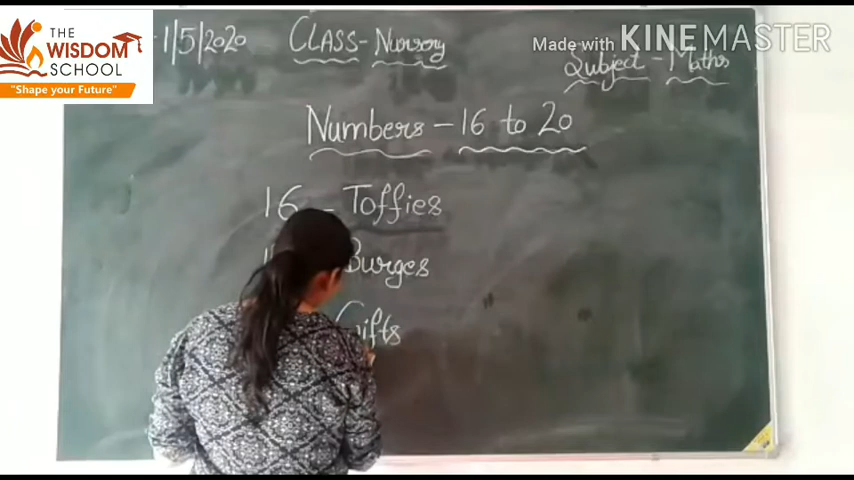 THE
WISDOM
SCHOOL
"Shape your Future"
1/5/2020
CLASS - Nursery
Made with KINEMASTER
Subject - Maths
Numbers - 16 to 20
16 - Toffies
Burges
Gifts